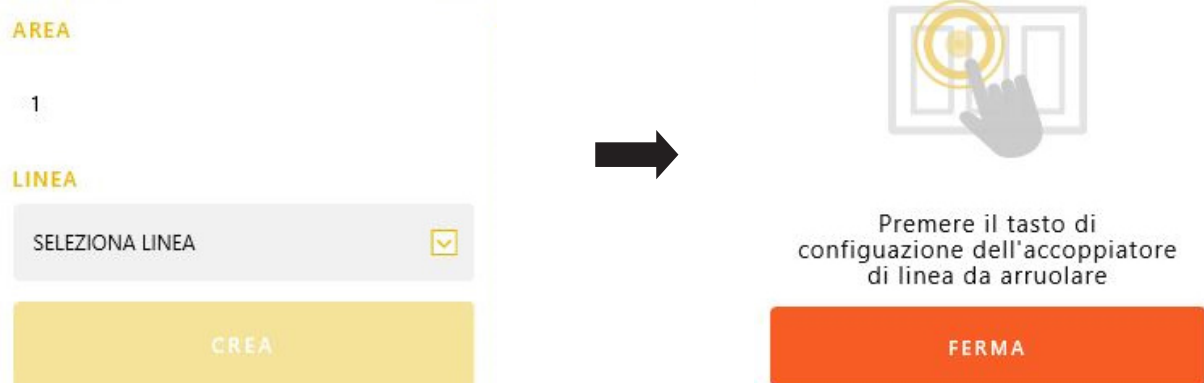 AREA
1
LINEA
SELEZIONA LINEA
CREA
Premere il tasto di
configuazione dell'accoppiatore
di linea da arruolare
FERMA